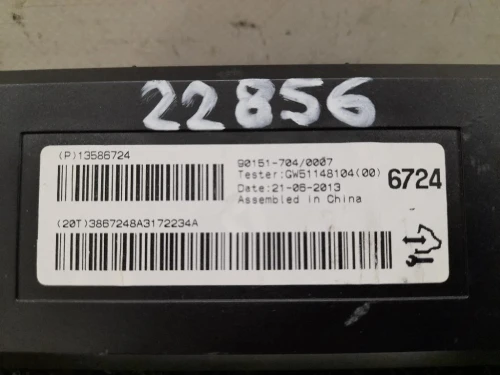 22856
(P)13586724
90151-704/0007
Tester:GW51148104(00)
6724
Date:21-06-2013
Assembled in China
(20T)3867248A3172234A